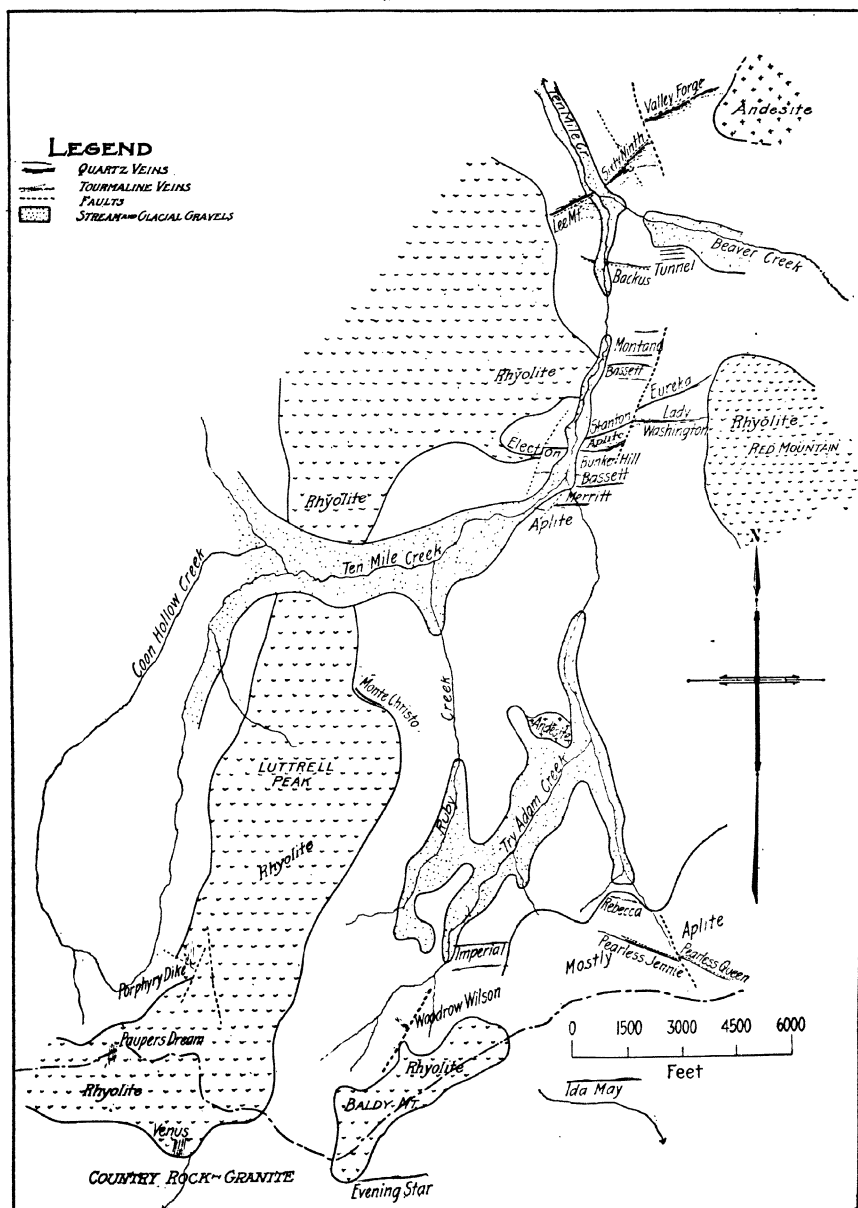 LEGEND
QUARTZ VEINS
TOURMALINE VEINS
FAULTS
STREAM AND GLACIAL GRAVELS
Ten Mile Cr.
Valley Forge
Andesite
Sixty Ninth
Lee Mt.
Beaver Creek
Backus
Tunnel
Montana
Bassett
Rhyolite
Eureka
Stanton
Lady
Washington
Aplite
Rhyolite
RED MOUNTAIN
Election
Bunker Hill
Bassett
Merritt
Rhyolite
Aplite
Ten Mile Creek
N
Coon Hollow Creek
Monte Christo
Creek
Andesite
LUTTRELL
PEAK
Ruby
Try Adam Creek
Rhyolite
Rebecca
Aplite
Pearless Queen
Imperial
Mostly
Pearless Jennie
Porphyry Dike
Woodrow Wilson
Paupers Dream
0 1500 3000 4500 6000
Feet
Rhyolite
Rhyolite
Ida May
BALDY MT.
Venus
COUNTRY ROCK~GRANITE
Evening Star